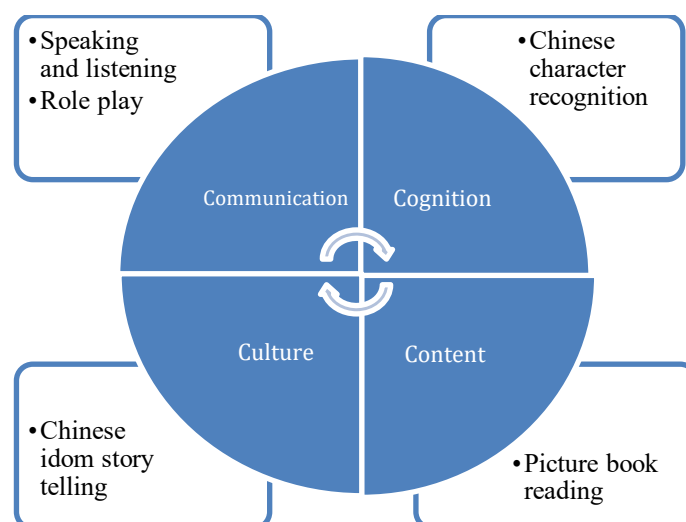 •Speaking
and listening
•Role play
•Chinese
character
recognition
Communication
Cognition
Culture
Content
•Chinese
idom story
telling
•Picture book
reading